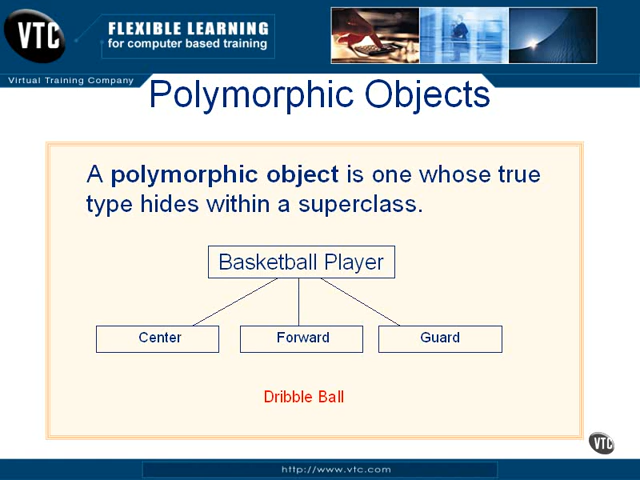 VTC
FLEXIBLE LEARNING
for computer based training
Virtual Training Company
Polymorphic Objects
A polymorphic object is one whose true
type hides within a superclass.
Basketball Player
Center Forward Guard
Dribble Ball
VTC
http://www.vtc.com